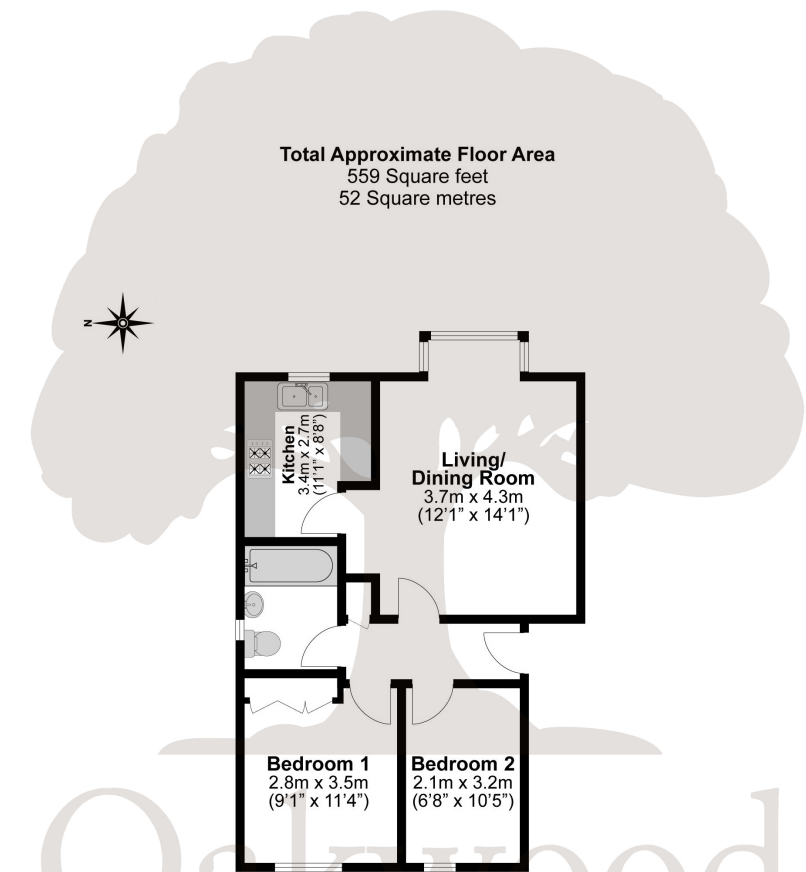 Total Approximate Floor Area
559 Square feet
52 Square metres
N
Kitchen
3.4m x 2.7m
(11'1" x 8'8")
Living/
Dining Room
3.7m x 4.3m
(12'1" x 14'1")
Bedroom 1
2.8m x 3.5m
(9'1" x 11'4")
Bedroom 2
2.1m x 3.2m
(6'8" x 10'5")
Oakwood